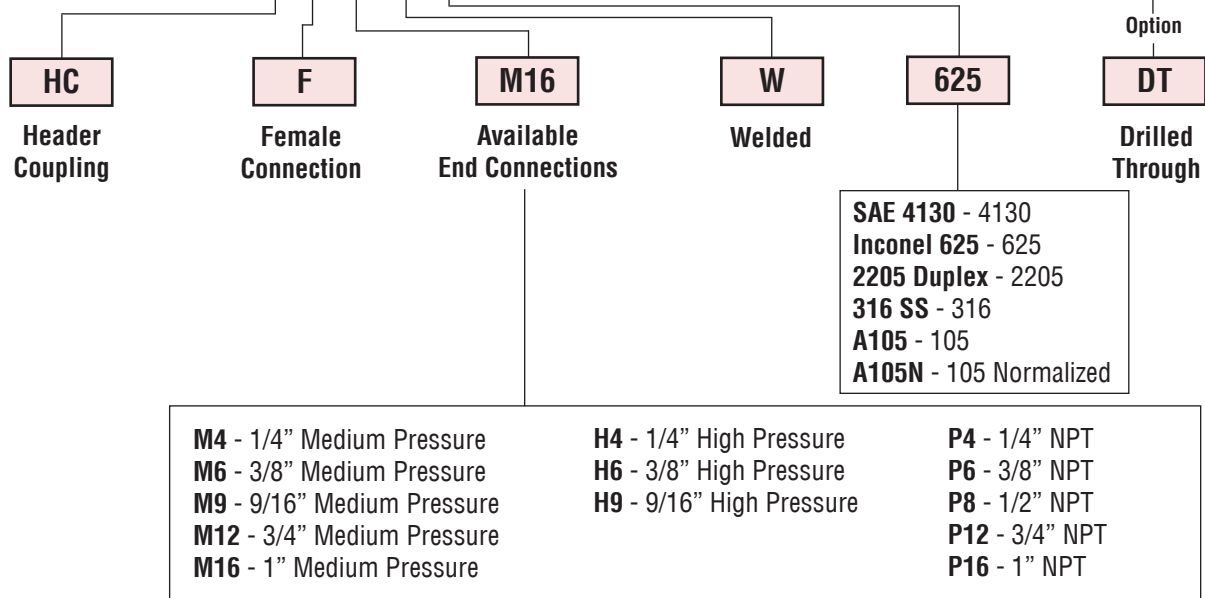 Option
HC
F
M16
W
625
DT
Header
Coupling
Female
Connection
Available
End Connections
Welded
Drilled
Through
SAE 4130 - 4130
Inconel 625 - 625
2205 Duplex - 2205
316 SS - 316
A105 - 105
A105N - 105 Normalized
M4 - 1/4” Medium Pressure
M6 - 3/8” Medium Pressure
M9 - 9/16” Medium Pressure
M12 - 3/4” Medium Pressure
M16 - 1” Medium Pressure
H4 - 1/4” High Pressure
H6 - 3/8” High Pressure
H9 - 9/16” High Pressure
P4 - 1/4” NPT
P6 - 3/8” NPT
P8 - 1/2” NPT
P12 - 3/4” NPT
P16 - 1” NPT